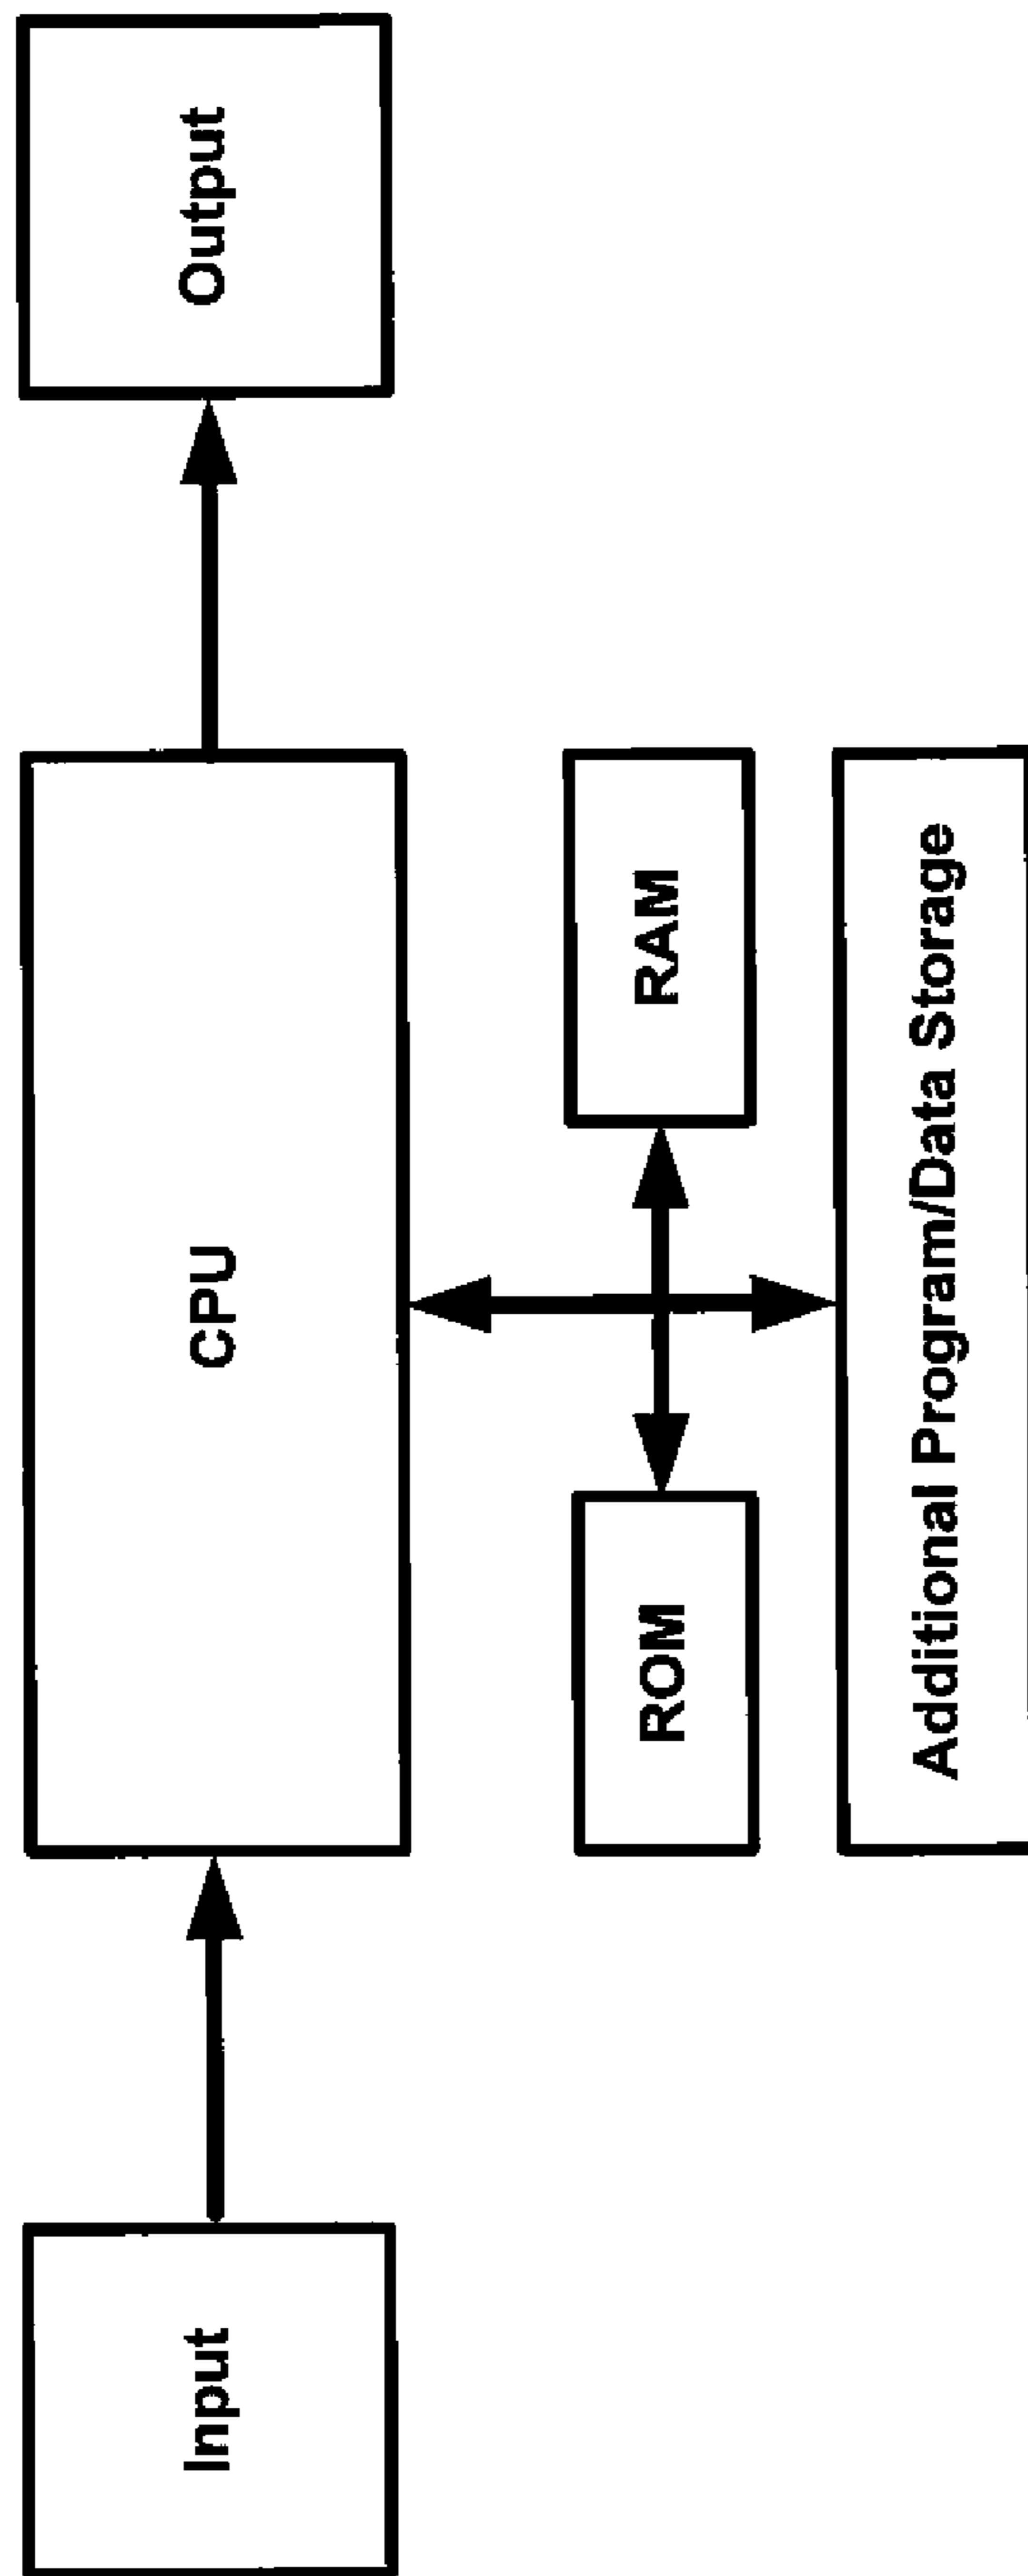 Input
CPU
Output
ROM
RAM
Additional Program/Data Storage